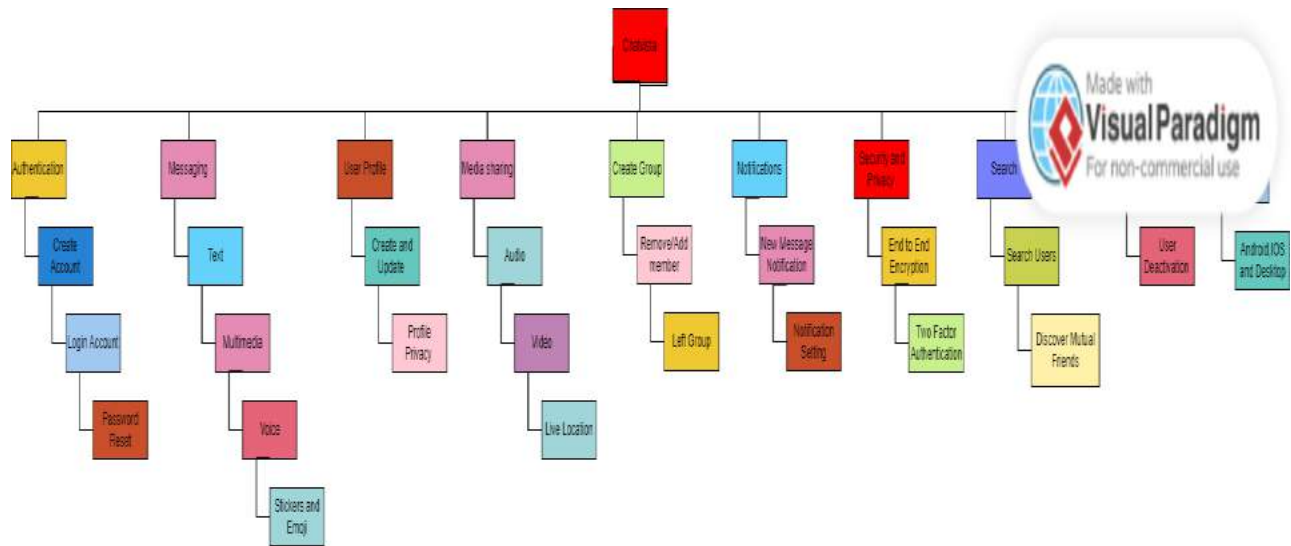 Made with
Visual Paradigm
For non-commercial use
Authentication
Messaging
User Profile
Media sharing
Create Group
Notifications
Security and
Privacy
Search
Create
Account
Text
Create and
Update
Audio
Remove/Add
member
New Message
Notification
End to End
Encryption
Search Users
User
Deactivation
Android,IOS
and Desktop
Login Account
Multimedia
Profile
Privacy
Video
Left Group
Notification
Setting
Two Factor
Authentication
Discover Mutual
Friends
Password
Reset
Voice
Live Location
Stickers and
Emoji